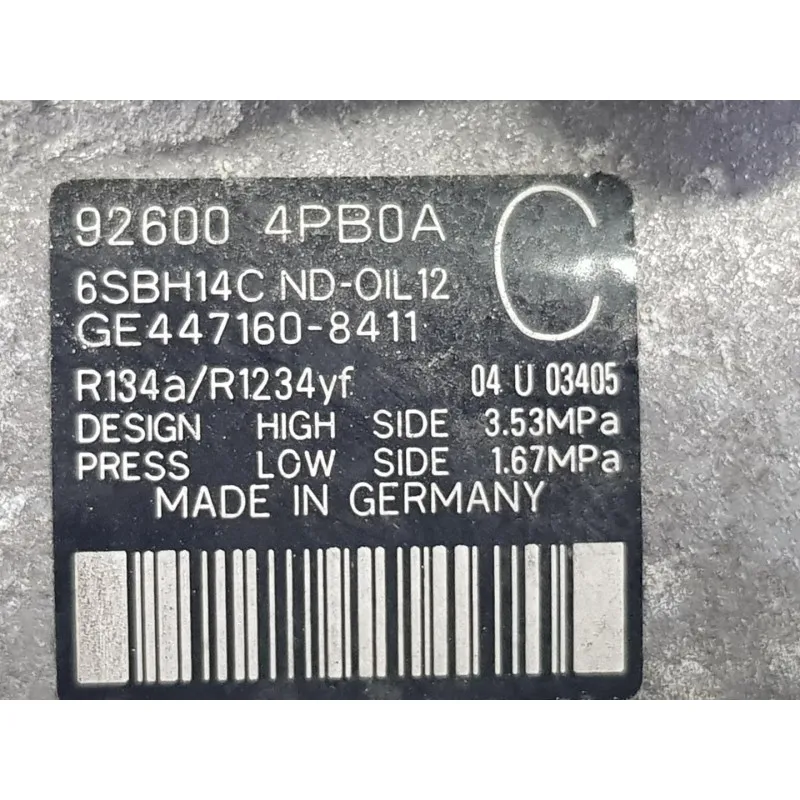 92600 4PB0A C
6SBH14C ND-OIL12
GE447160-8411
R134a/R1234yf 04 U 03405
DESIGN HIGH SIDE 3.53MPa
PRESS LOW SIDE 1.67MPa
MADE IN GERMANY